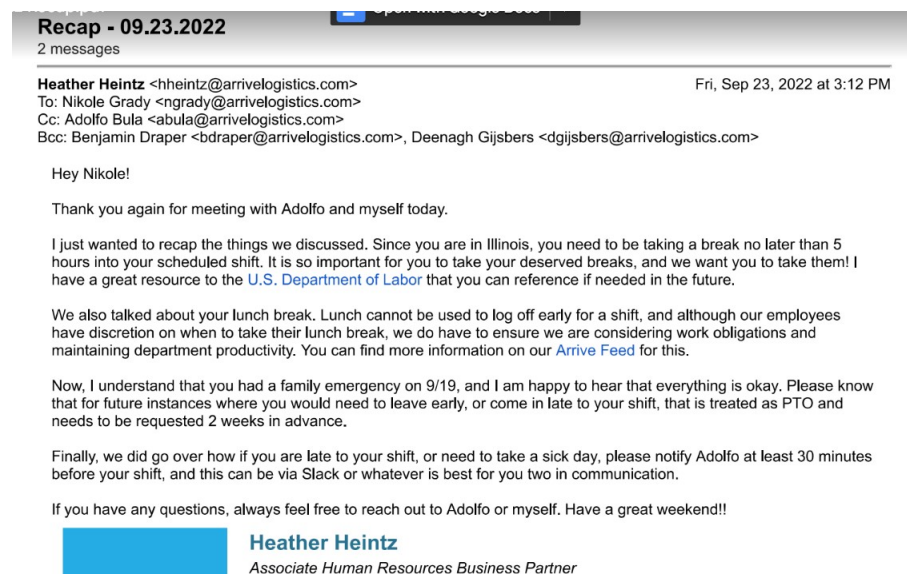 Open with Google Docs
Recap - 09.23.2022
2 messages
Heather Heintz <hheintz@arrivelogistics.com> Fri, Sep 23, 2022 at 3:12 PM
To: Nikole Grady <ngrady@arrivelogistics.com>
Cc: Adolfo Bula <abula@arrivelogistics.com>
Bcc: Benjamin Draper <bdraper@arrivelogistics.com>, Deenagh Gijsbers <dgijsbers@arrivelogistics.com>
Hey Nikole!
Thank you again for meeting with Adolfo and myself today.
I just wanted to recap the things we discussed. Since you are in Illinois, you need to be taking a break no later than 5
hours into your scheduled shift. It is so important for you to take your deserved breaks, and we want you to take them! I
have a great resource to the U.S. Department of Labor that you can reference if needed in the future.
We also talked about your lunch break. Lunch cannot be used to log off early for a shift, and although our employees
have discretion on when to take their lunch break, we do have to ensure we are considering work obligations and
maintaining department productivity. You can find more information on our Arrive Feed for this.
Now, I understand that you had a family emergency on 9/19, and I am happy to hear that everything is okay. Please know
that for future instances where you would need to leave early, or come in late to your shift, that is treated as PTO and
needs to be requested 2 weeks in advance.
Finally, we did go over how if you are late to your shift, or need to take a sick day, please notify Adolfo at least 30 minutes
before your shift, and this can be via Slack or whatever is best for you two in communication.
If you have any questions, always feel free to reach out to Adolfo or myself. Have a great weekend!!
Heather Heintz
Associate Human Resources Business Partner